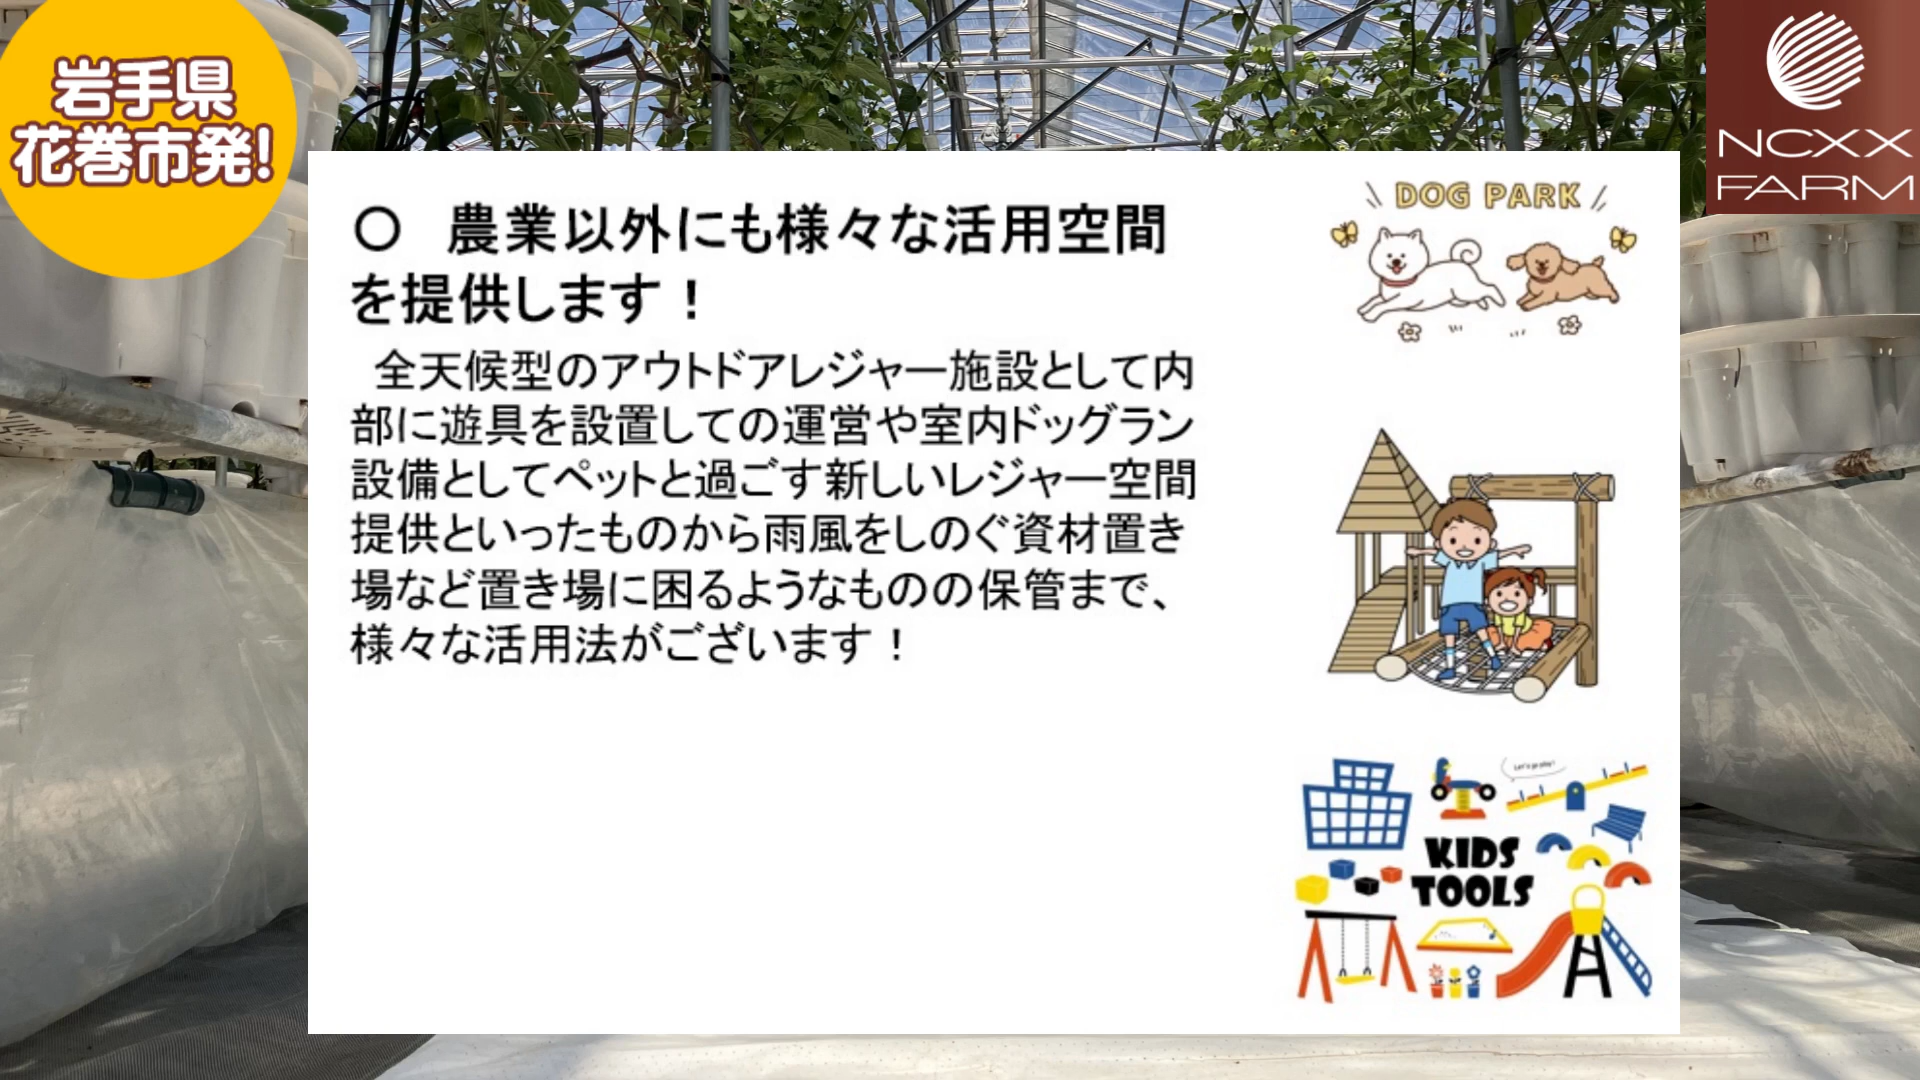 岩手県
花巻市発!
NCXX
FARM
〇　農業以外にも様々な活用空間
を提供します！
全天候型のアウトドアレジャー施設として内
部に遊具を設置しての運営や室内ドッグラン
設備としてペットと過ごす新しいレジャー空間
提供といったものから雨風をしのぐ資材置き
場など置き場に困るようなものの保管まで、
様々な活用法がございます！
DOG PARK
Let's go play!
KIDS
TOOLS